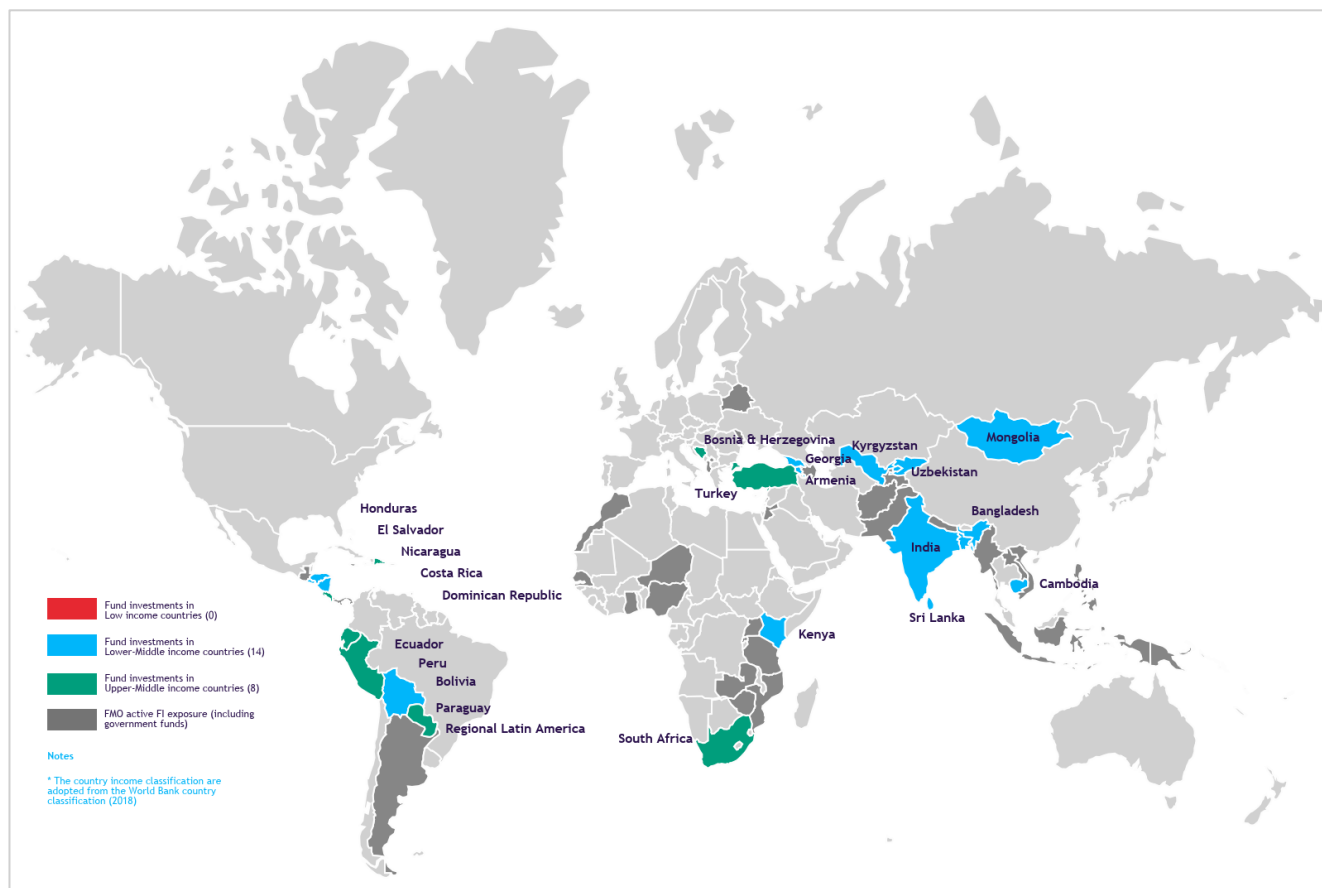 Bosnia & Herzegovina
Kyrgyzstan
Mongolia
Georgia
Uzbekistan
Armenia
Turkey
Honduras
Bangladesh
El Salvador
Nicaragua
India
Costa Rica
Cambodia
Dominican Republic
Sri Lanka
Kenya
Ecuador
Peru
Bolivia
Paraguay
Regional Latin America
South Africa
Fund investments in
Low income countries (0)
Fund investments in
Lower-Middle income countries (14)
Fund investments in
Upper-Middle income countries (8)
FMO active FI exposure (including
government funds)
Notes
* The country income classification are
adopted from the World Bank country
classification (2018)